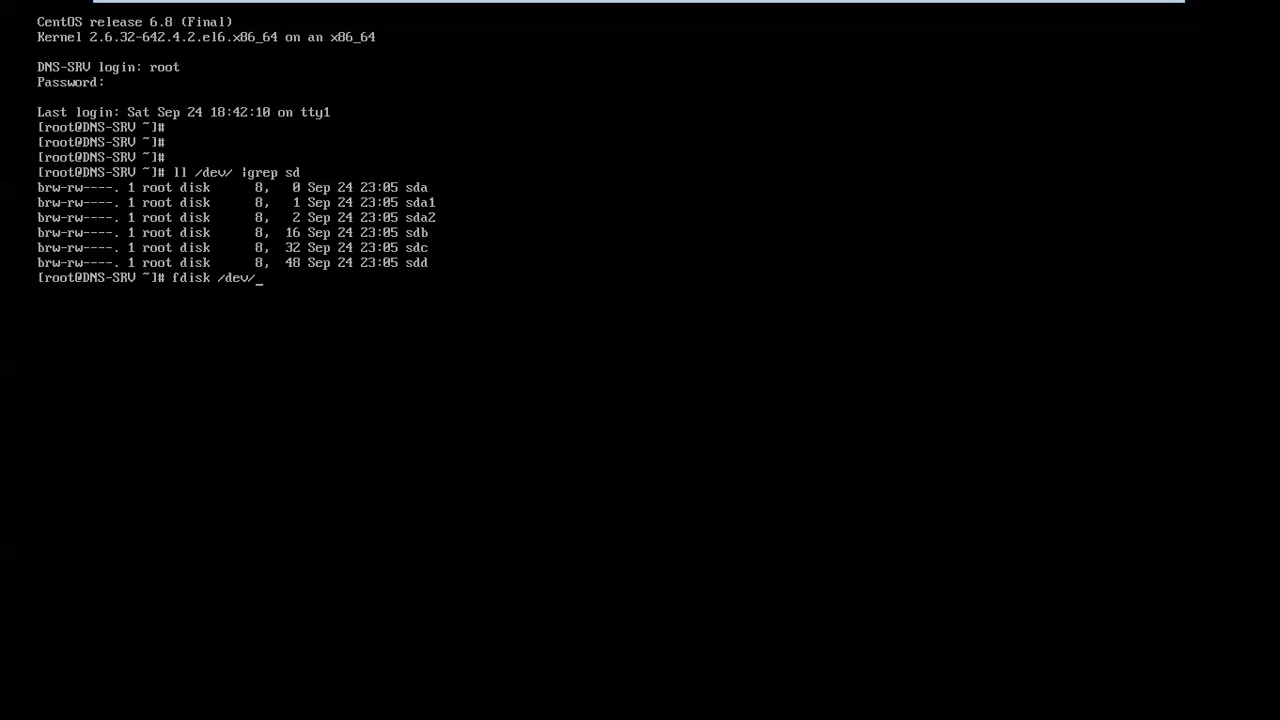 CentOS release 6.8 (Final)
Kernel 2.6.32-642.4.2.el6.x86_64 on an x86_64
DNS-SRV login: root
Password:
Last login: Sat Sep 24 18:42:10 on tty1
[root@DNS-SRV ~]#
[root@DNS-SRV ~]#
[root@DNS-SRV ~]#
[root@DNS-SRV ~]# ll /dev/ |grep sd
brw-rw----. 1 root disk      8,   0 Sep 24 23:05 sda
brw-rw----. 1 root disk      8,   1 Sep 24 23:05 sda1
brw-rw----. 1 root disk      8,   2 Sep 24 23:05 sda2
brw-rw----. 1 root disk      8,  16 Sep 24 23:05 sdb
brw-rw----. 1 root disk      8,  32 Sep 24 23:05 sdc
brw-rw----. 1 root disk      8,  48 Sep 24 23:05 sdd
[root@DNS-SRV ~]# fdisk /dev/_